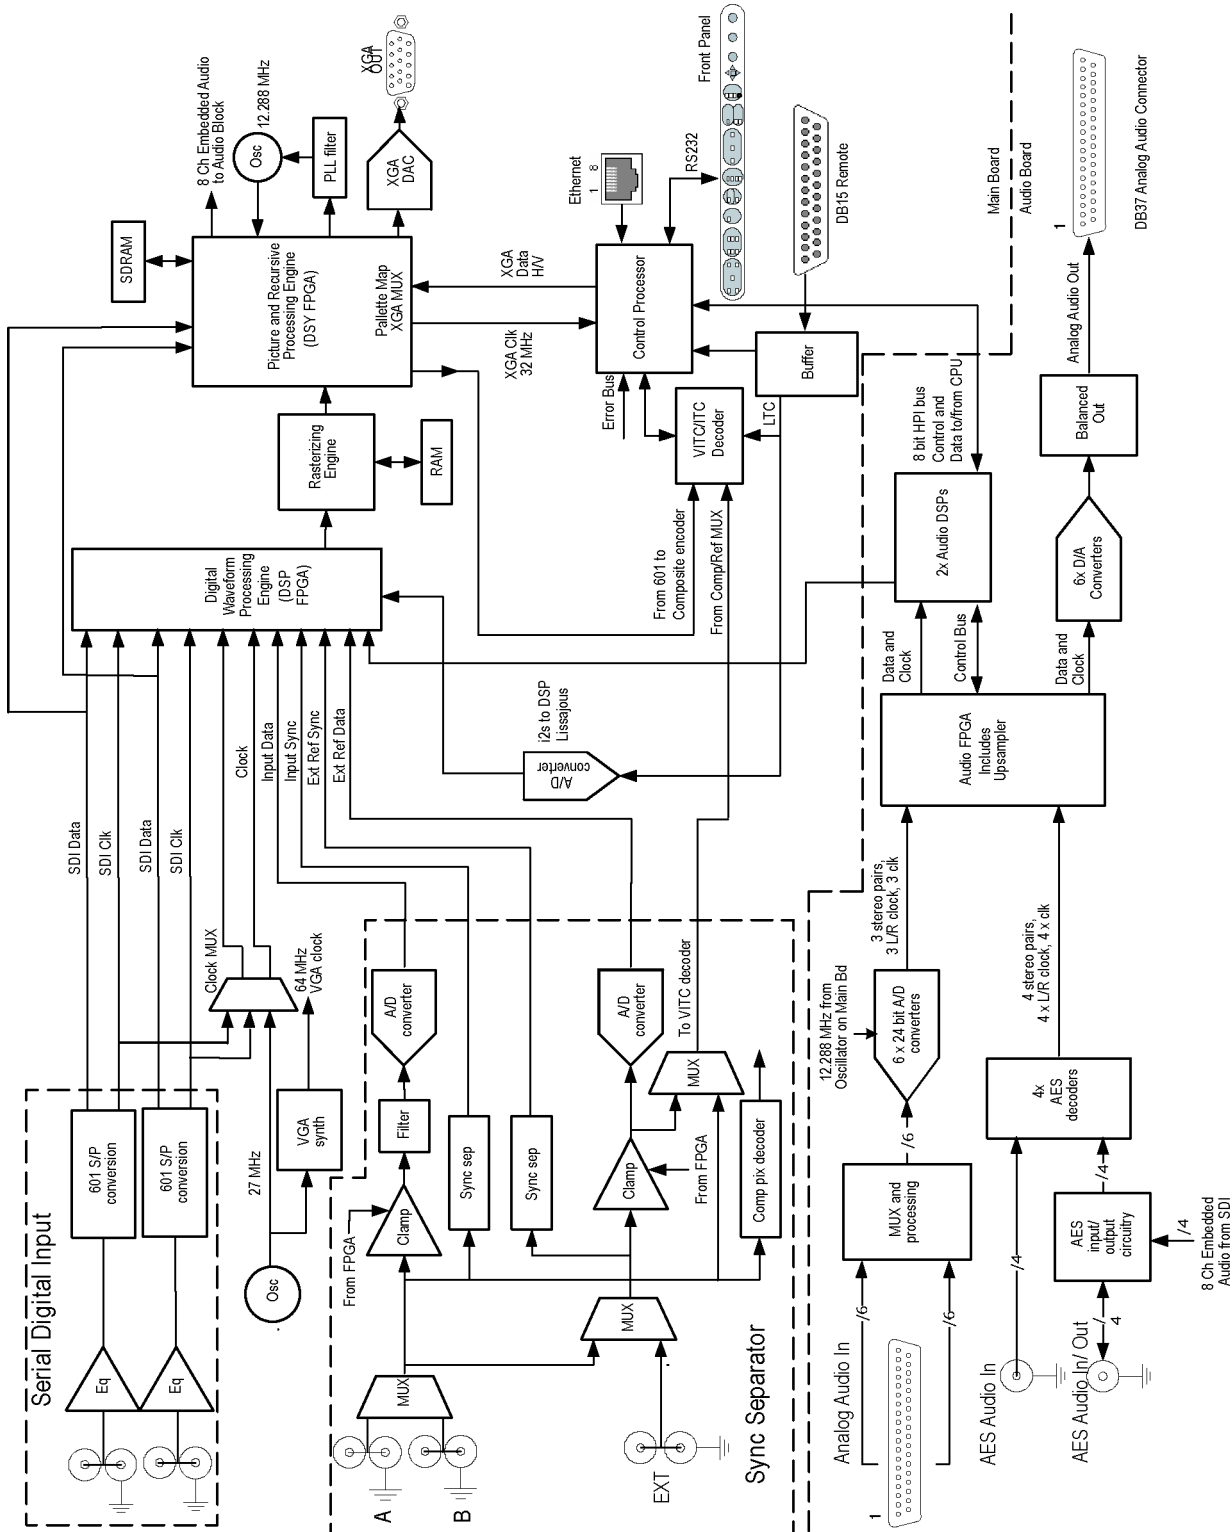 Serial Digital Input
Eq
Eq
601 S/P
conversion
601 S/P
conversion
SDI Data
SDI Clk
SDI Data
SDI Clk
Osc
27 MHz
VGA
synth
64 MHz
VGA clock
Clock MUX
Clock
Input Data
Input Sync
Ext Ref Sync
Ext Ref Data
Digital
Waveform
Processing
Engine
(DSP
FPGA)
Rasterizing
Engine
RAM
SDRAM
Picture and Recursive
Processing Engine
(DSY FPGA)
Pallette Map
XGA MUX
8 Ch Embedded Audio
to Audio Block
Osc
12.288 MHz
PLL filter
XGA
DAC
XGA
OUT
XGA Clk
32 MHz
XGA
Data
H/V
A
B
EXT
MUX
MUX
From FPGA
Clamp
Filter
A/D
converter
Sync sep
Sync sep
Clamp
From FPGA
A/D
converter
MUX
To VITC decoder
Comp pix decoder
Sync Separator
A/D
converter
i2s to DSP
Lissajous
From 601 to
Composite encoder
From Comp/Ref MUX
VITC/ITC
Decoder
LTC
Error Bus
Control Processor
Buffer
Ethernet
1 8
RS232
Front Panel
DB15 Remote
Main Board
Audio Board
1
Analog Audio In
/6
/6
MUX and
processing
/6
6 x 24 bit A/D
converters
12.288 MHz from
Oscillator on Main Bd
3 stereo pairs,
3 L/R clock, 3 clk
AES Audio In
/4
AES Audio In/ Out
/
4
AES
input/
output
circuitry
/4
8 Ch Embedded
Audio from SDI
/4
4x
AES
decoders
4 stereo pairs,
4 x L/R clock, 4 x clk
Audio FPGA
Includes
Upsampler
Data and
Clock
Control Bus
Data and
Clock
2x Audio DSPs
8 bit HPI bus
Control and
Data to/from CPU
6x D/A
Converters
Balanced
Out
Analog Audio Out
1
DB37 Analog Audio Connector